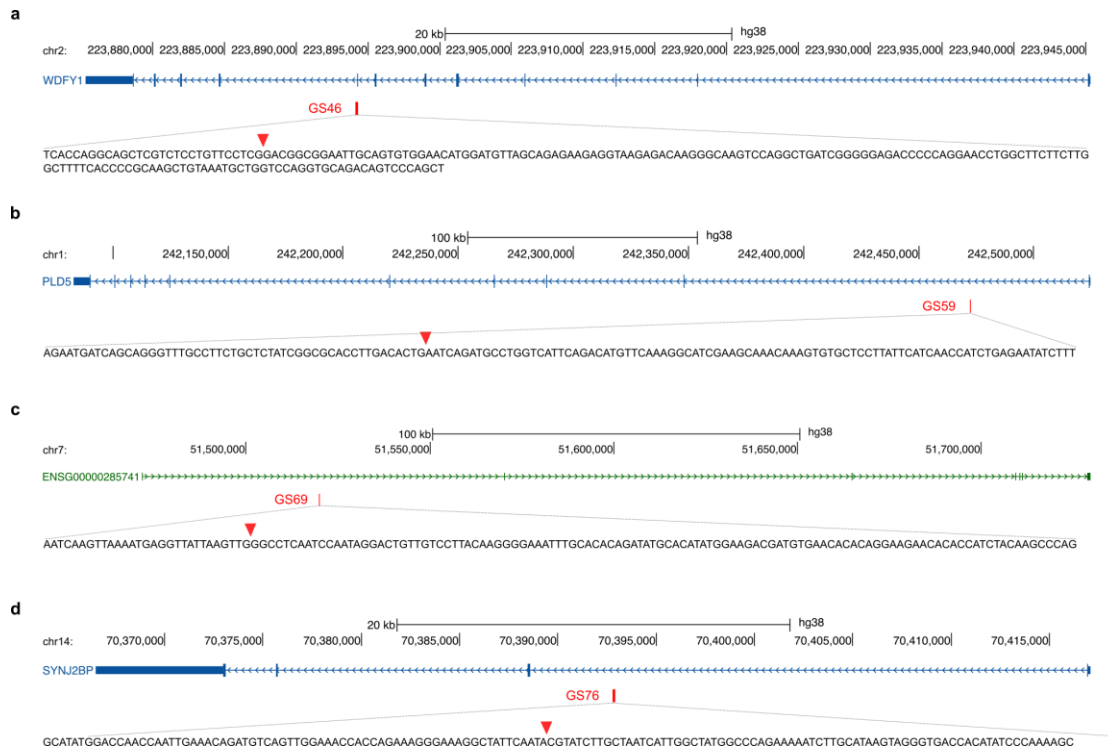 a
20 kb hg38
chr2: 223,880,000 223,885,000 223,890,000 223,895,000 223,900,000 223,905,000 223,910,000 223,915,000 223,920,000 223,925,000 223,930,000 223,935,000 223,940,000 223,945,000
WDFY1
GS46
TCACCAGGCAGCTCGTCTCCTGTTCCTCGGACGGCGGAATTGCAGTGTGGAACATGGATGTTAGCAGAGAAGAGGTAAGAGACAAGGGCAAGTCCAGGCTGATCGGGGGAGACCCCCAGGAACCTGGCTTCTTCTTG
GCTTTTCACCCCGCAAGCTGTAAATGCTGGTCCAGGTGCAGACAGTCCCAGCT
b
100 kb hg38
chr1: 242,150,000 242,200,000 242,250,000 242,300,000 242,350,000 242,400,000 242,450,000 242,500,000
PLD5
GS59
AGAATGATCAGCAGGGTTTGCCTTCTGCTCTATCGGCGCACCTTGACACTGAATCAGATGCCTGGTCATTCAGACATGTTCAAAGGCATCGAAGCAAACAAAGTGTGCTCCTTATTCATCAACCATCTGAGAATATCTTT
c
100 kb hg38
chr7: 51,500,000 51,550,000 51,600,000 51,650,000 51,700,000
ENSG00000285741
GS69
AATCAAGTTAAAATGAGGTTATTAAGTTGGGCCTCAATCCAATAGGACTGTTGTCCTTACAAGGGGAAATTTGCACACAGATATGCACATATGGAAGACGATGTGAACACACAGGAAGAACACACCATCTACAAGCCCAG
d
20 kb hg38
chr14: 70,370,000 70,375,000 70,380,000 70,385,000 70,390,000 70,395,000 70,400,000 70,405,000 70,410,000 70,415,000
SYNJ2BP
GS76
GCATATGGACCAACCAATTGAAACAGATGTCAGTTGGAAACCACCAGAAAGGGAAAGGCTATTCAATACGTATCTTGCTAATCATTGGCTATGGCCCAGAAAAATCTTGCATAAGTAGGGTGACCACATATCCCAAAAGC